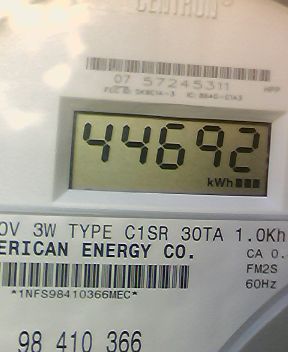 CENTRON
07 57245311
44692
kWh
0V 3W TYPE C1SR 30TA 1.0Kh
ERICAN ENERGY CO.
CA 0.
FM2S
*1NFS98410366MEC*
60Hz
98 410 366